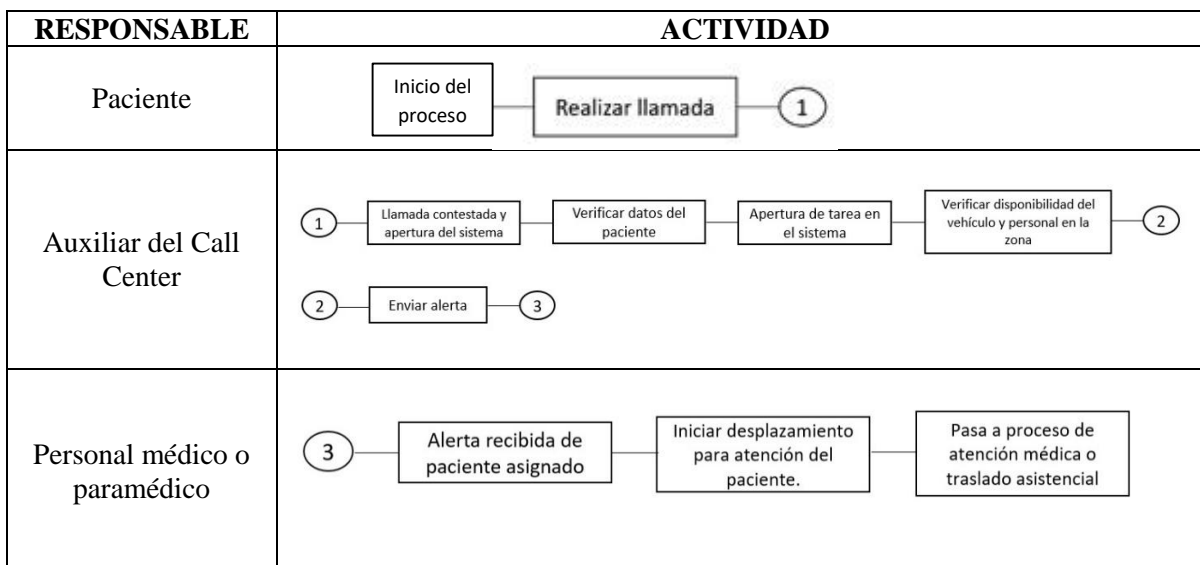 RESPONSABLE
ACTIVIDAD
Paciente
Inicio del
proceso
Realizar llamada
1
Auxiliar del Call
Center
1
Llamada contestada y
apertura del sistema
Verificar datos del
paciente
Apertura de tarea en
el sistema
Verificar disponibilidad del
vehículo y personal en la
zona
2
2
Enviar alerta
3
Personal médico o
paramédico
3
Alerta recibida de
paciente asignado
Iniciar desplazamiento
para atención del
paciente.
Pasa a proceso de
atención médica o
traslado asistencial